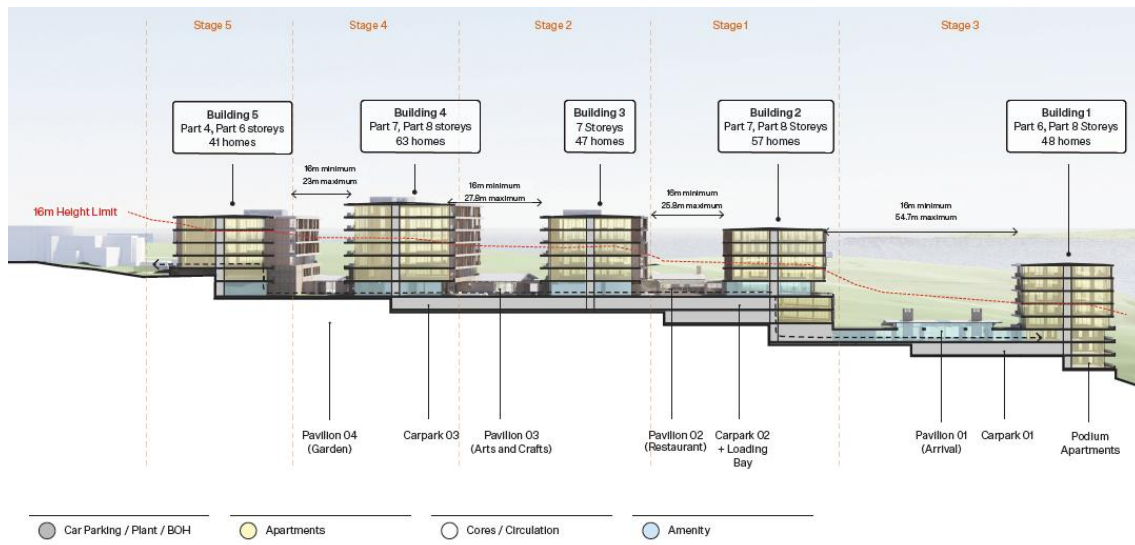 Stage 5
Stage 4
Stage 2
Stage 1
Stage 3
Building 5
Part 4, Part 6 storeys
41 homes
Building 4
Part 7, Part 8 storeys
63 homes
Building 3
7 Storeys
47 homes
Building 2
Part 7, Part 8 Storeys
57 homes
Building 1
Part 6, Part 8 Storeys
48 homes
16m minimum
23m maximum
16m minimum
27.8m maximum
16m minimum
25.8m maximum
16m minimum
54.7m maximum
16m Height Limit
Pavilion 04
(Garden)
Carpark 03
Pavilion 03
(Arts and Crafts)
Pavilion 02
(Restaurant)
Carpark 02
+ Loading
Bay
Pavilion 01
(Arrival)
Carpark 01
Podium
Apartments
Car Parking / Plant / BOH
Apartments
Cores / Circulation
Amenity